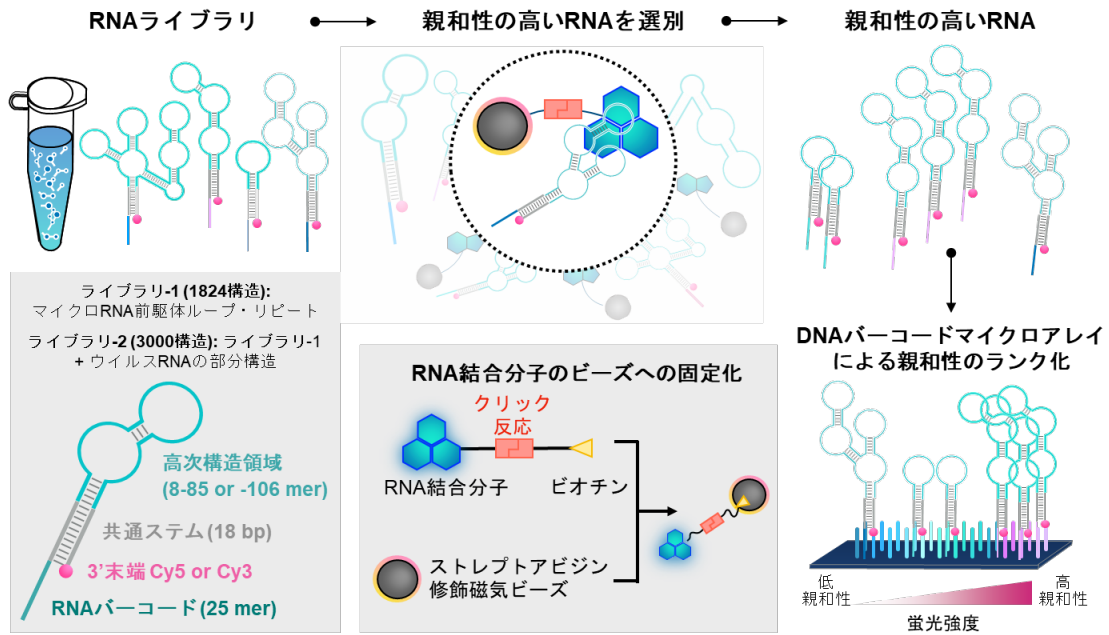 RNAライブラリ
親和性の高いRNAを選別
親和性の高いRNA
ライブラリ-1 (1824構造):
マイクロRNA前駆体ループ・リピート
ライブラリ-2 (3000構造): ライブラリ-1
+ ウイルスRNAの部分構造
高次構造領域
(8-85 or -106 mer)
共通ステム (18 bp)
3’末端 Cy5 or Cy3
RNAバーコード (25 mer)
RNA結合分子のビーズへの固定化
クリック
反応
RNA結合分子
ビオチン
ストレプトアビジン
修飾磁気ビーズ
DNAバーコードマイクロアレイ
による親和性のランク化
低
親和性
高
親和性
蛍光強度